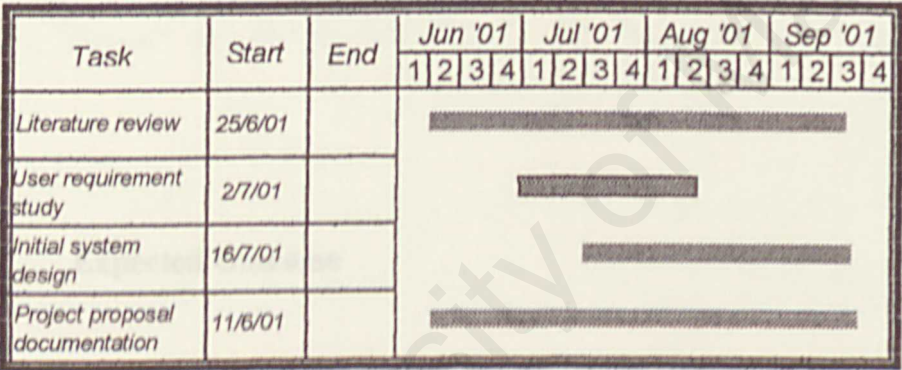 Task Start End Jun '01 Jul '01 Aug '01 Sep '01
1 2 3 4 1 2 3 4 1 2 3 4 1 2 3 4
Literature review 25/6/01
User requirement
study 2/7/01
Initial system
design 16/7/01
Project proposal
documentation 11/6/01